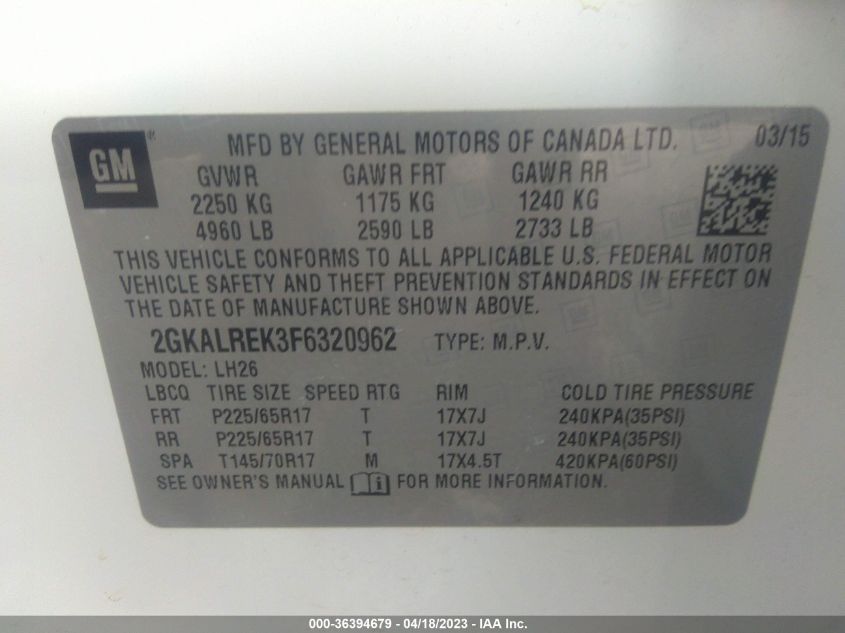 GM
MFD BY GENERAL MOTORS OF CANADA LTD. 03/15
GVWR GAWR FRT GAWR RR
2250 KG 1175 KG 1240 KG
4960 LB 2590 LB 2733 LB
THIS VEHICLE CONFORMS TO ALL APPLICABLE U.S. FEDERAL MOTOR
VEHICLE SAFETY AND THEFT PREVENTION STANDARDS IN EFFECT ON
THE DATE OF MANUFACTURE SHOWN ABOVE.
2GKALREK3F6320962 TYPE: M.P.V.
MODEL: LH26
LBCQ TIRE SIZE SPEED RTG RIM COLD TIRE PRESSURE
FRT P225/65R17 T 17X7J 240KPA(35PSI)
RR P225/65R17 T 17X7J 240KPA(35PSI)
SPA T145/70R17 M 17X4.5T 420KPA(60PSI)
SEE OWNER'S MANUAL FOR MORE INFORMATION.
000-36394679 - 04/18/2023 - IAA Inc.